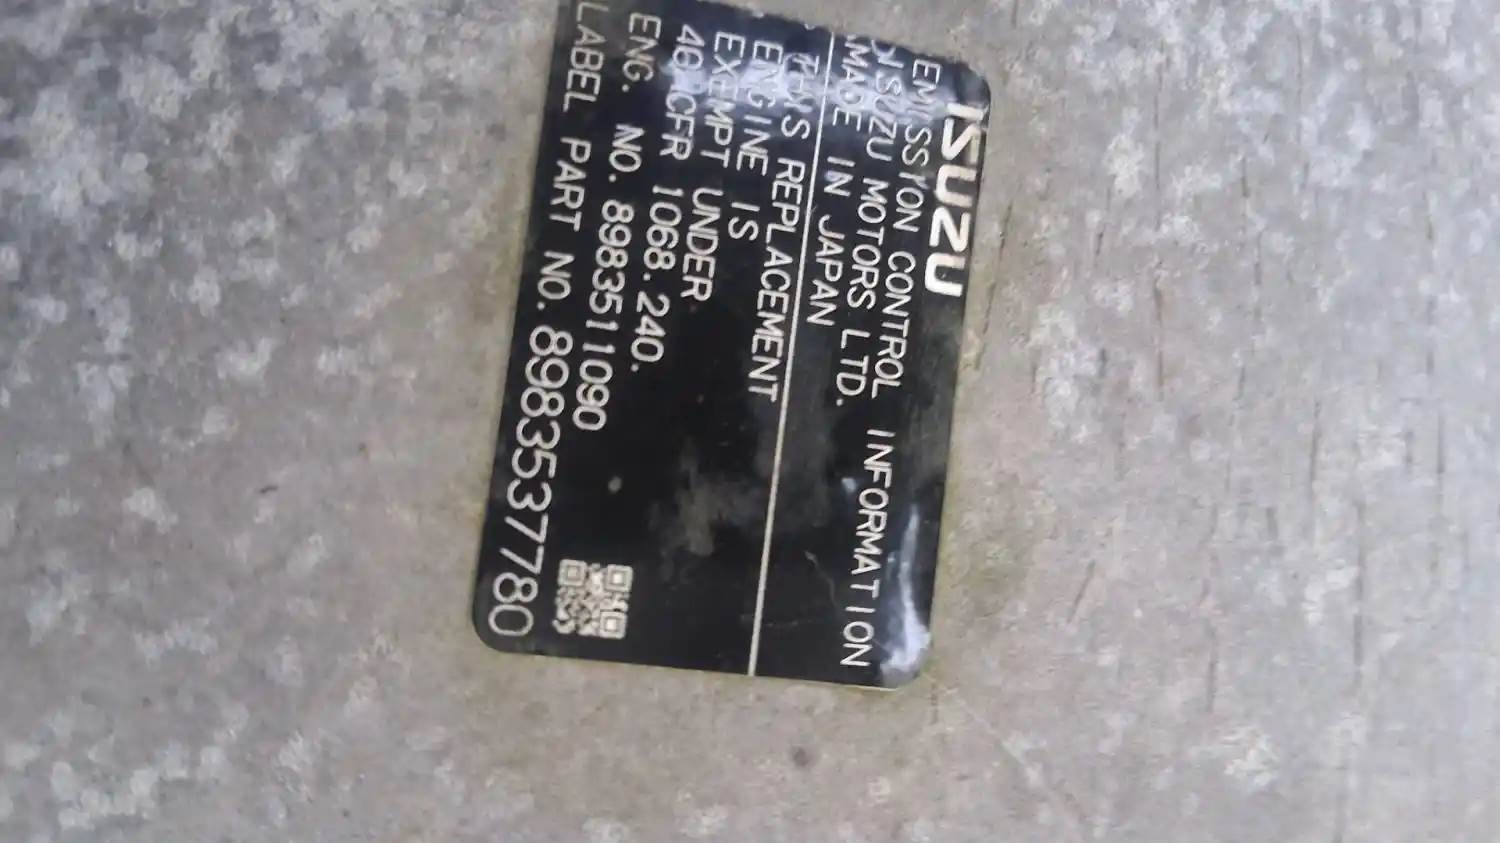 ISUZU
EMISSION CONTROL INFORMATION
ISUZU MOTORS LTD.
MADE IN JAPAN
THIS REPLACEMENT
ENGINE IS
EXEMPT UNDER
40 CFR 1068.240.
ENG. NO. 8983511090
LABEL PART NO. 8983537780